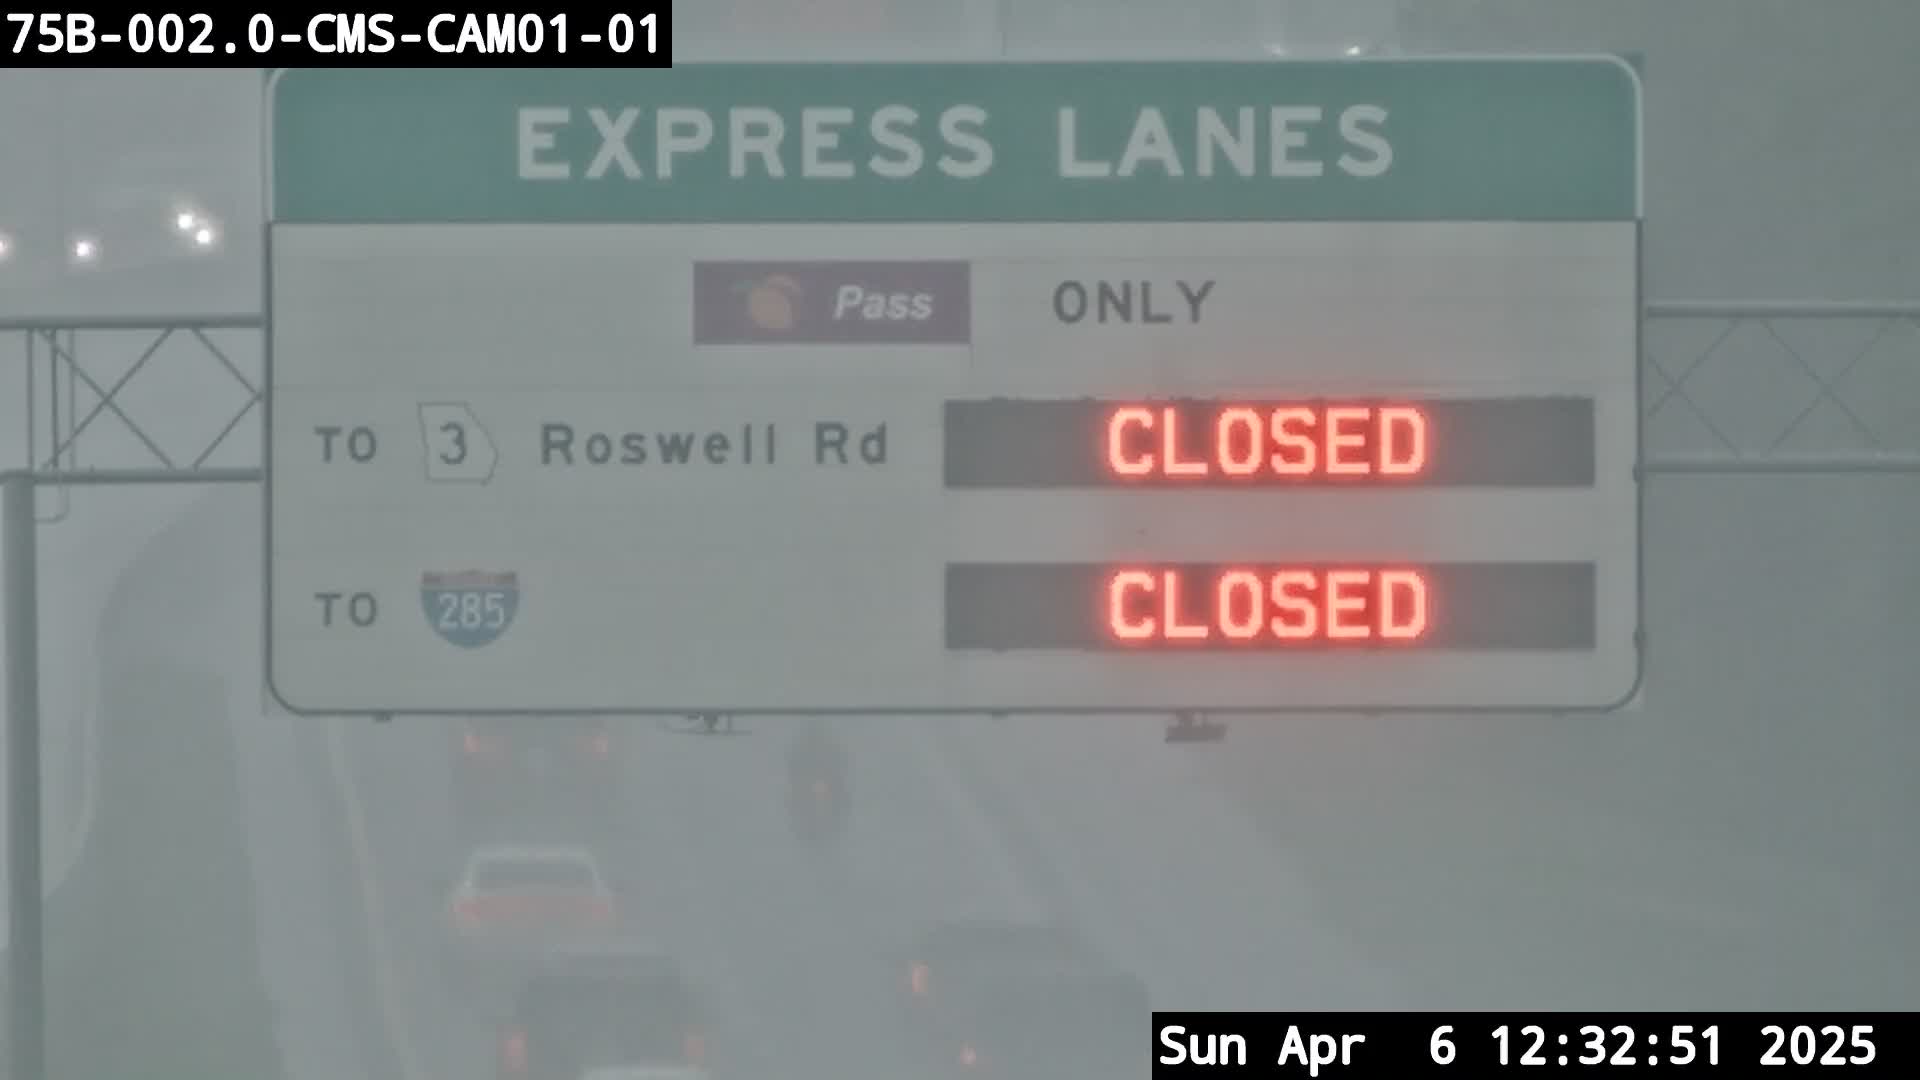 75B-002.0-CMS-CAM01-01
EXPRESS LANES
Pass ONLY
TO 3 Roswell Rd CLOSED
TO 285 CLOSED
Sun Apr 6 12:32:51 2025